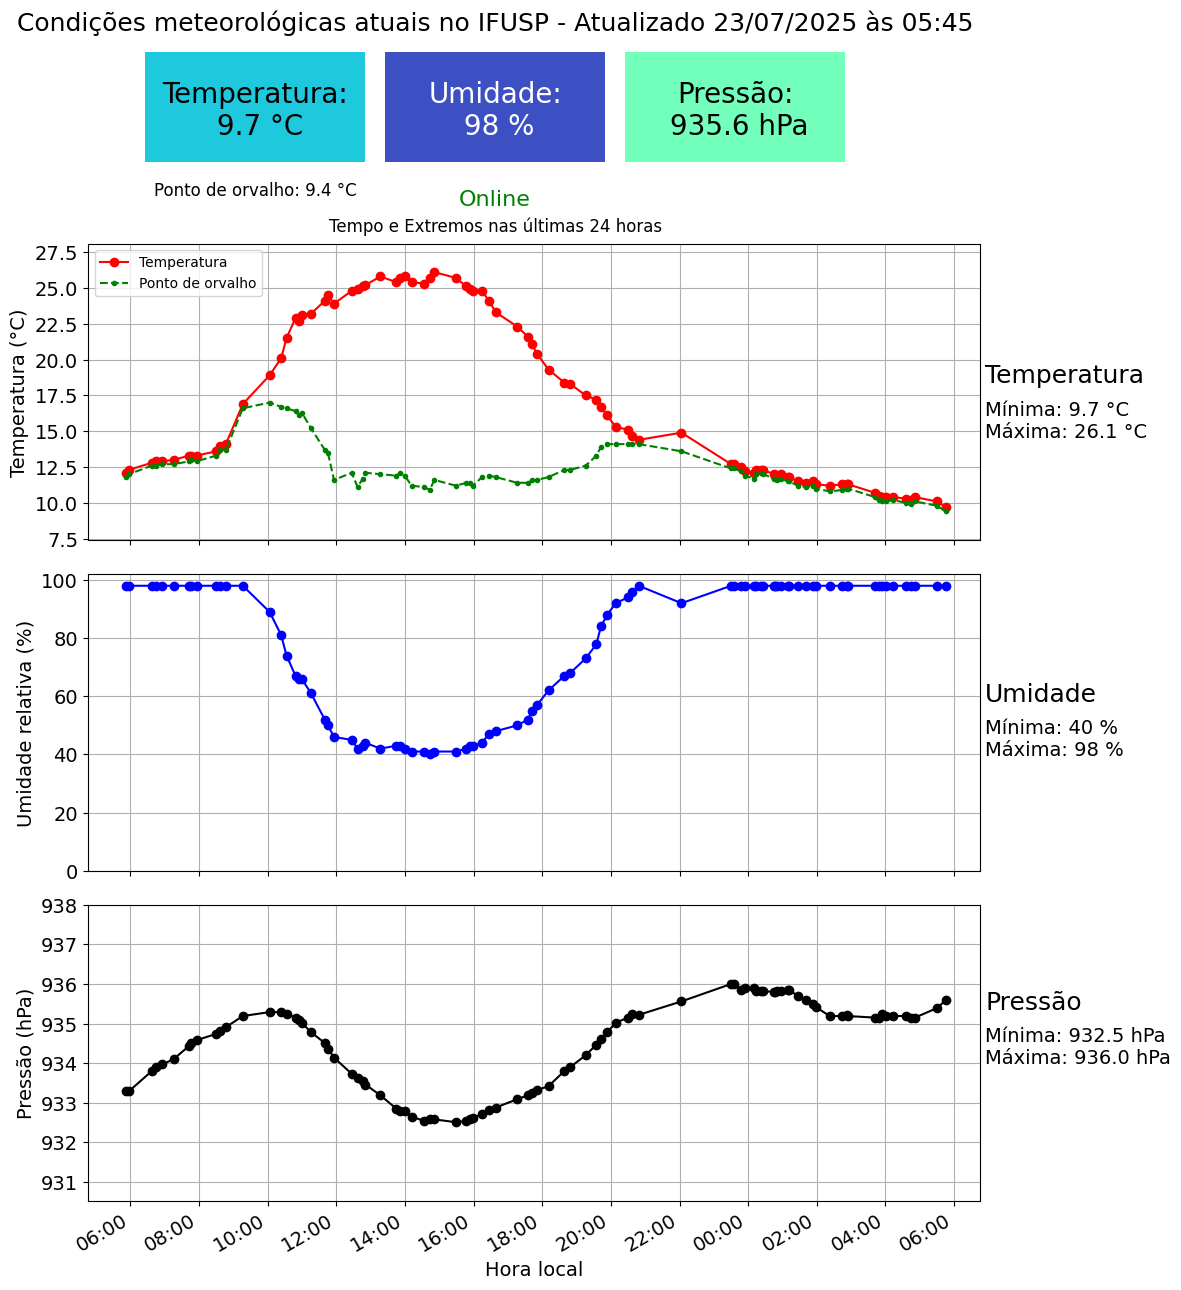 Condições meteorológicas atuais no IFUSP - Atualizado 23/07/2025 às 05:45
Temperatura:
9.7 °C
Umidade:
98 %
Pressão:
935.6 hPa
Ponto de orvalho: 9.4 °C
Online
Tempo e Extremos nas últimas 24 horas
Temperatura (°C)
27.5
25.0
22.5
20.0
17.5
15.0
12.5
10.0
7.5
Temperatura
Ponto de orvalho
Temperatura
Mínima: 9.7 °C
Máxima: 26.1 °C
Umidade relativa (%)
100
80
60
40
20
0
Umidade
Mínima: 40 %
Máxima: 98 %
Pressão (hPa)
938
937
936
935
934
933
932
931
Pressão
Mínima: 932.5 hPa
Máxima: 936.0 hPa
06:00 08:00 10:00 12:00 14:00 16:00 18:00 20:00 22:00 00:00 02:00 04:00 06:00
Hora local